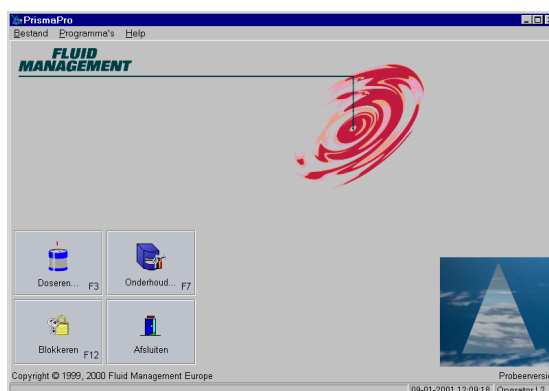 PrismaPro
Bestand Programma's Help
FLUID
MANAGEMENT
Doseren... F3
Onderhoud... F7
Blokkeren F12
Afsluiten
Copyright © 1999, 2000 Fluid Management Europe
Probeerversi
09-01-2001 12:09:18 Operator L2